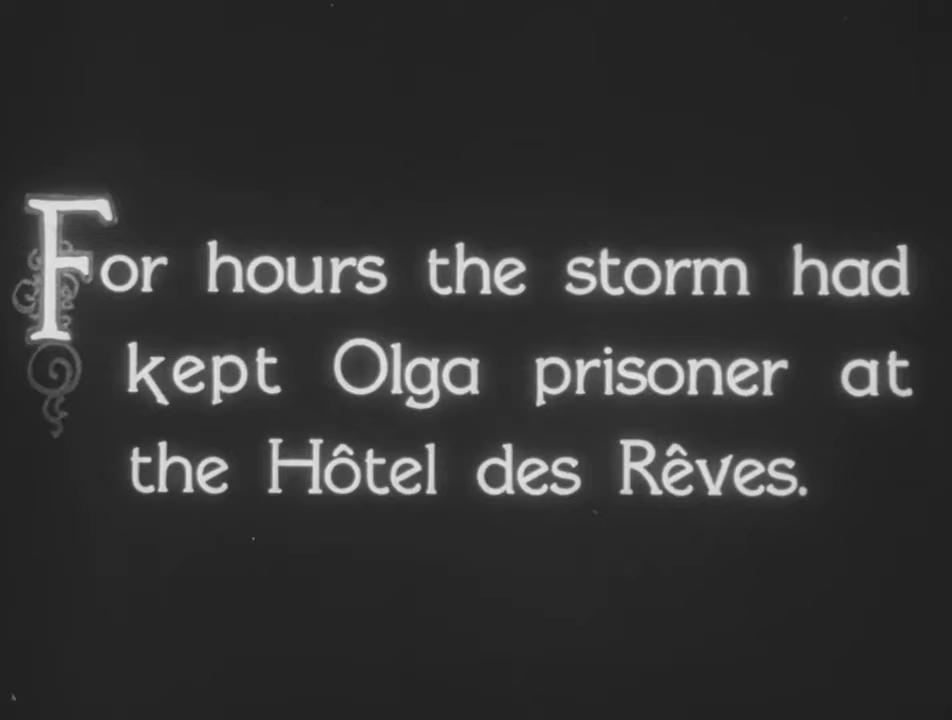 For hours the storm had
kept Olga prisoner at
the Hôtel des Rêves.